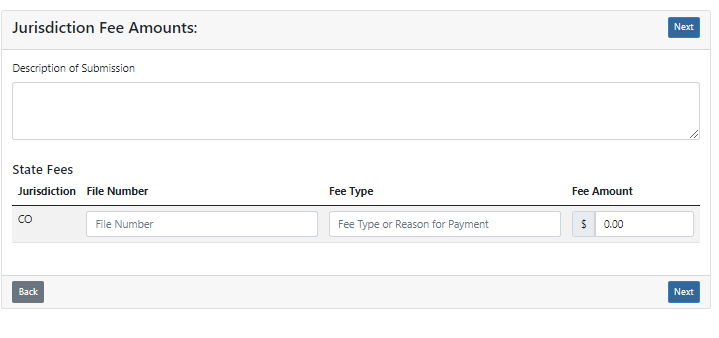 Jurisdiction Fee Amounts:
Next
Description of Submission
State Fees
Jurisdiction File Number Fee Type Fee Amount
CO File Number Fee Type or Reason for Payment $ 0.00
Back Next